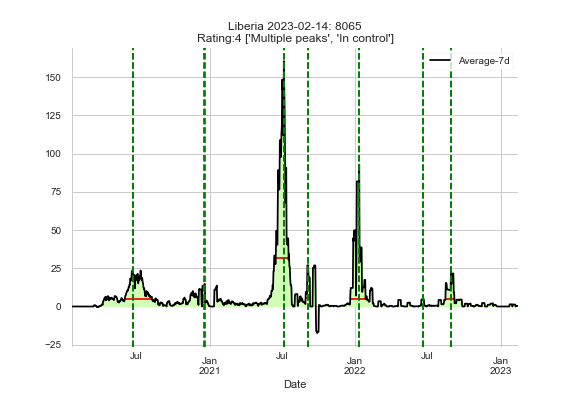 Liberia 2023-02-14: 8065
Rating:4 ['Multiple peaks', 'In control']
Average-7d
150
125
100
75
50
25
0
−25
Jul
Jan
2021
Jul
Jan
2022
Jul
Jan
2023
Date